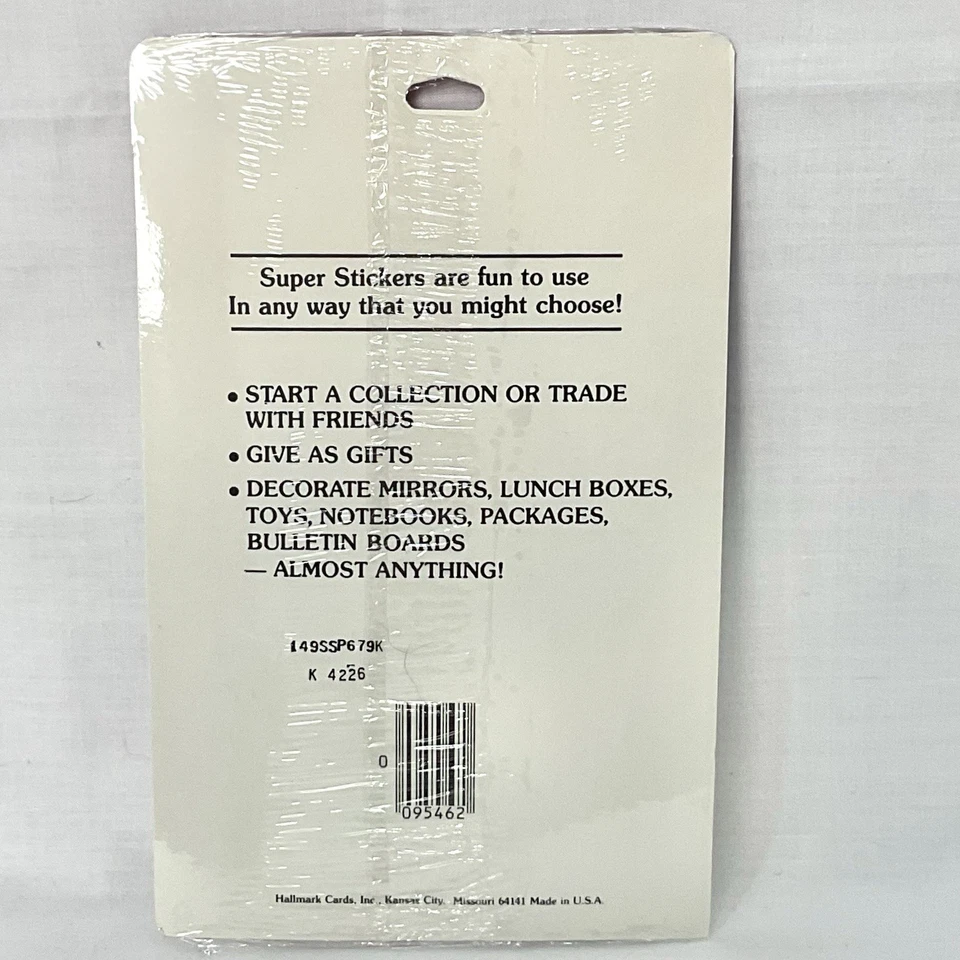 Super Stickers are fun to use
In any way that you might choose!
• START A COLLECTION OR TRADE
WITH FRIENDS
• GIVE AS GIFTS
• DECORATE MIRRORS, LUNCH BOXES,
TOYS, NOTEBOOKS, PACKAGES,
BULLETIN BOARDS
— ALMOST ANYTHING!
149SSP679K
K 4226
0
095462
Hallmark Cards, Inc., Kansas City, Missouri 64141 Made in U.S.A.